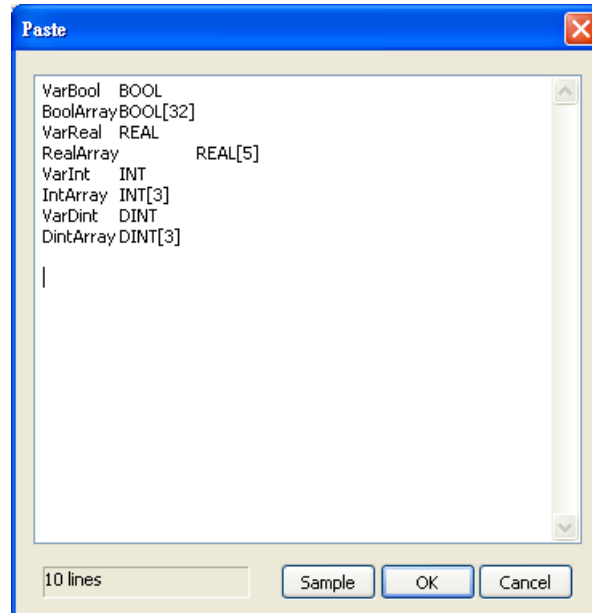 Paste
VarBool BOOL
BoolArray BOOL[32]
VarReal REAL
RealArray REAL[5]
VarInt INT
IntArray INT[3]
VarDint DINT
DintArray DINT[3]
10 lines
Sample
OK
Cancel